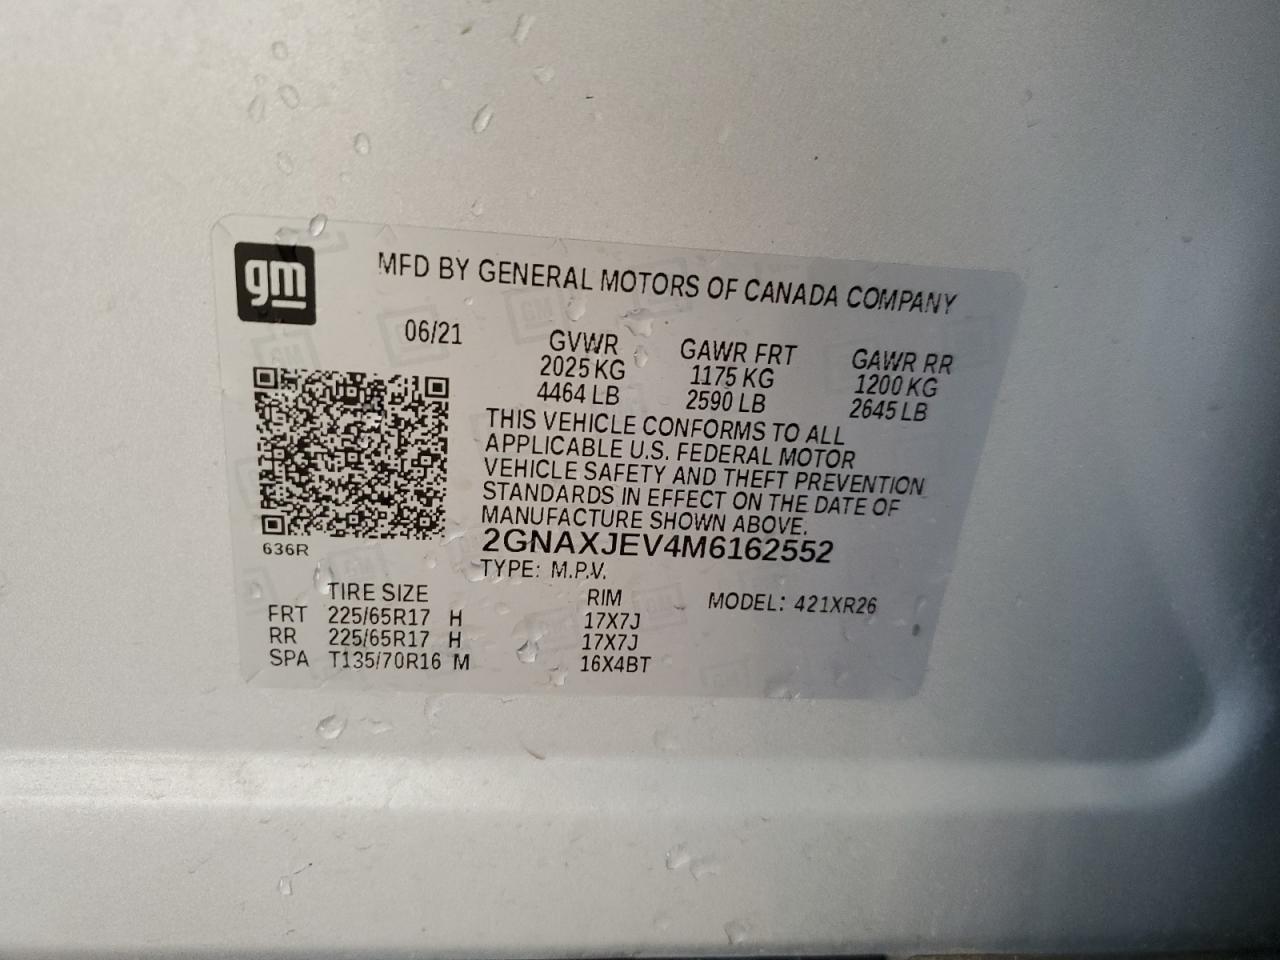 gm
MFD BY GENERAL MOTORS OF CANADA COMPANY
06/21 GVWR GAWR FRT GAWR RR
2025 KG 1175 KG 1200 KG
4464 LB 2590 LB 2645 LB
THIS VEHICLE CONFORMS TO ALL
APPLICABLE U.S. FEDERAL MOTOR
VEHICLE SAFETY AND THEFT PREVENTION
STANDARDS IN EFFECT ON THE DATE OF
MANUFACTURE SHOWN ABOVE.
636R
2GNAXJEV4M6162552
TYPE: M.P.V.
TIRE SIZE RIM MODEL: 421XR26
FRT 225/65R17 H 17X7J
RR 225/65R17 H 17X7J
SPA T135/70R16 M 16X4BT